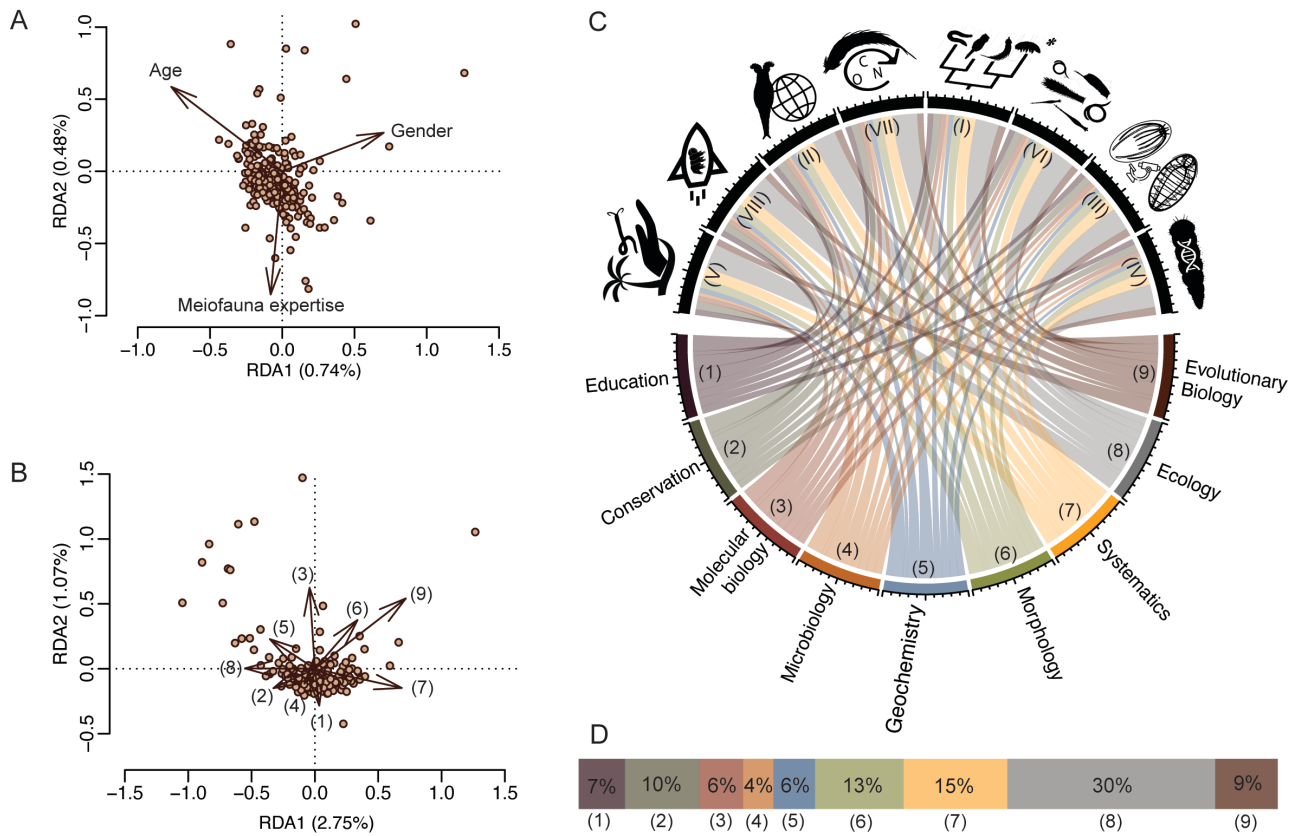 A
1.0
0.5
0.0
−0.5
−1.0
RDA2 (0.48%)
Age
Gender
Meiofauna expertise
−1.0
−0.5
0.0
0.5
1.0
1.5
RDA1 (0.74%)
B
1.5
1.0
0.5
0.0
−0.5
RDA2 (1.07%)
(3)
(9)
(6)
(5)
(8)
(7)
(2)
(4)
(1)
−1.5
−1.0
−0.5
0.0
0.5
1.0
1.5
RDA1 (2.75%)
C
O
C
N
*
(V)
(VIII)
(II)
(VII)
(I)
(VI)
(III)
(IV)
(1)
(2)
(3)
(4)
(5)
(6)
(7)
(8)
(9)
Education
Conservation
Molecular
biology
Microbiology
Geochemistry
Morphology
Systematics
Ecology
Evolutionary
Biology
D
7%
10%
6%
4%
6%
13%
15%
30%
9%
(1)
(2)
(3)
(4)
(5)
(6)
(7)
(8)
(9)